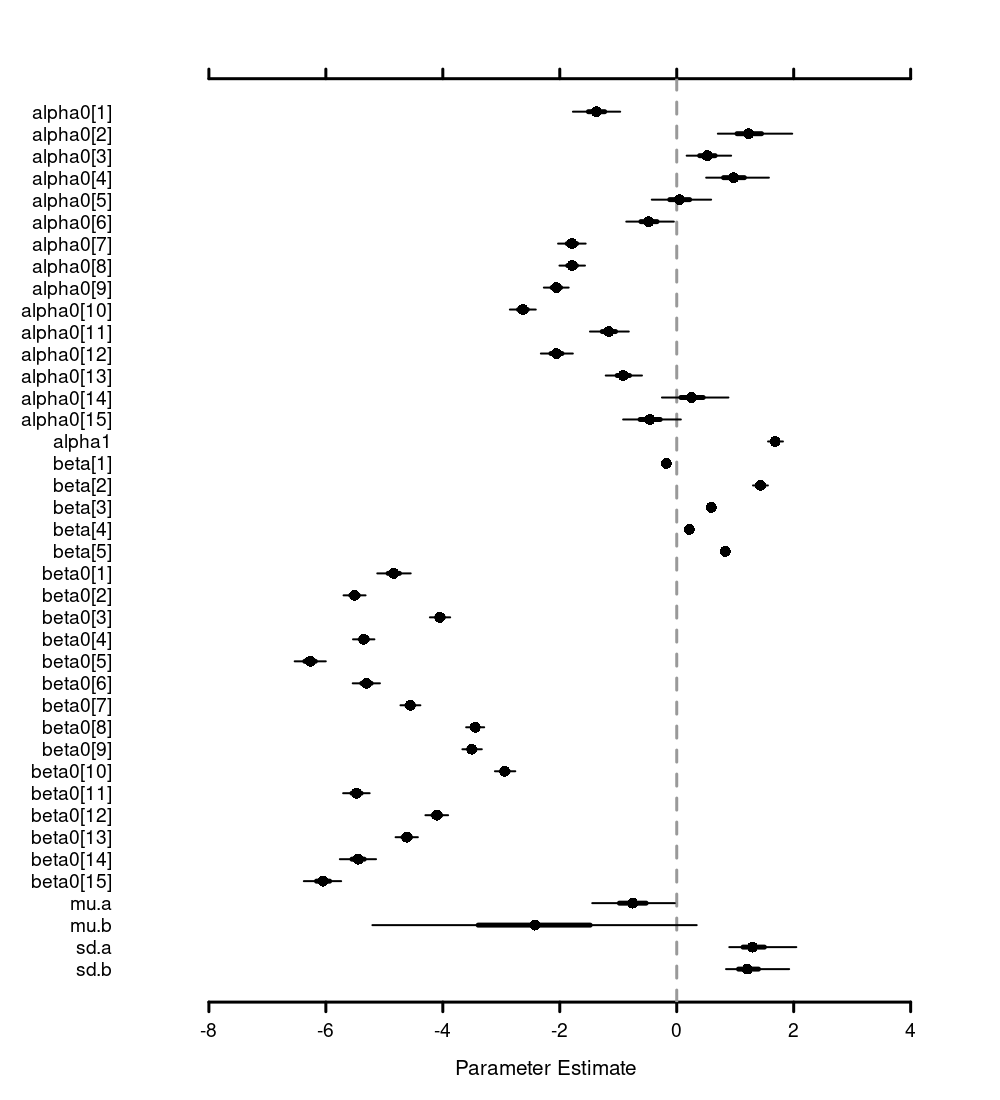 alpha0[1]
alpha0[2]
alpha0[3]
alpha0[4]
alpha0[5]
alpha0[6]
alpha0[7]
alpha0[8]
alpha0[9]
alpha0[10]
alpha0[11]
alpha0[12]
alpha0[13]
alpha0[14]
alpha0[15]
alpha1
beta[1]
beta[2]
beta[3]
beta[4]
beta[5]
beta0[1]
beta0[2]
beta0[3]
beta0[4]
beta0[5]
beta0[6]
beta0[7]
beta0[8]
beta0[9]
beta0[10]
beta0[11]
beta0[12]
beta0[13]
beta0[14]
beta0[15]
mu.a
mu.b
sd.a
sd.b
-8 -6 -4 -2 0 2 4
Parameter Estimate